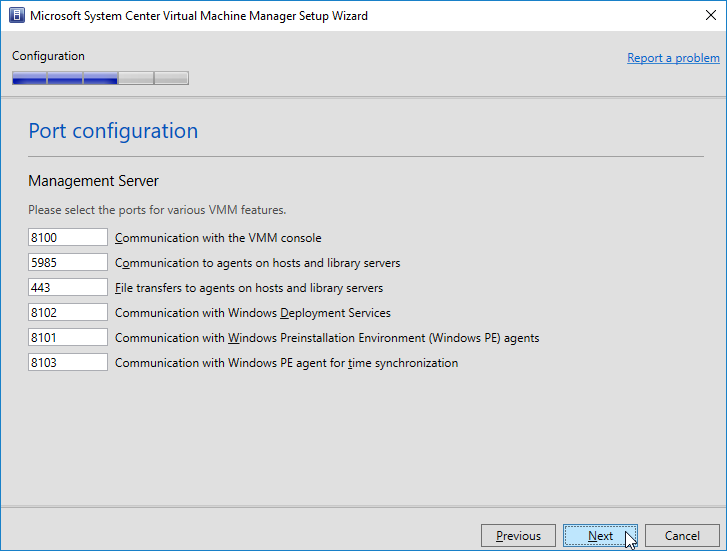 Microsoft System Center Virtual Machine Manager Setup Wizard
Configuration
Report a problem
Port configuration
Management Server
Please select the ports for various VMM features.
8100 Communication with the VMM console
5985 Communication to agents on hosts and library servers
443 File transfers to agents on hosts and library servers
8102 Communication with Windows Deployment Services
8101 Communication with Windows Preinstallation Environment (Windows PE) agents
8103 Communication with Windows PE agent for time synchronization
Previous Next Cancel